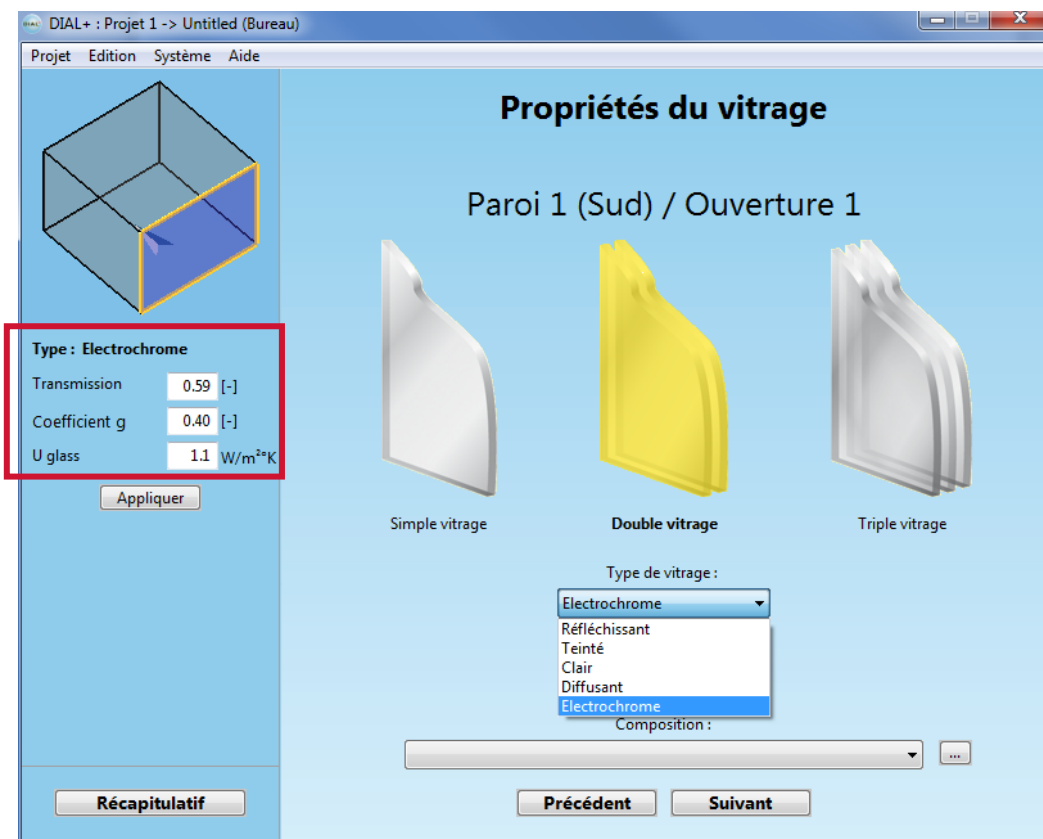 DIAL+ : Projet 1 -> Untitled (Bureau)
Projet Edition Système Aide
Propriétés du vitrage
Paroi 1 (Sud) / Ouverture 1
Type : Electrochrome
Transmission 0.59 [-]
Coefficient g 0.40 [-]
U glass 1.1 W/m²°K
Appliquer
Simple vitrage Double vitrage Triple vitrage
Type de vitrage :
Electrochrome
Réfléchissant
Teinté
Clair
Diffusant
Electrochrome
Composition :
...
Récapitulatif Précédent Suivant